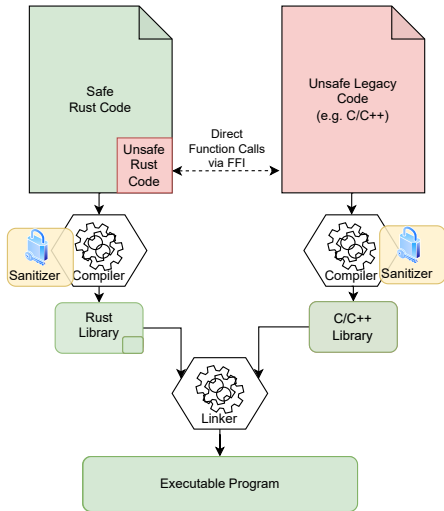 Safe
Rust Code
Unsafe Legacy
Code
(e.g. C/C++)
Unsafe
Rust
Code
Direct
Function Calls
via FFI
Sanitizer
Compiler
Compiler
Sanitizer
Rust
Library
C/C++
Library
Linker
Executable Program